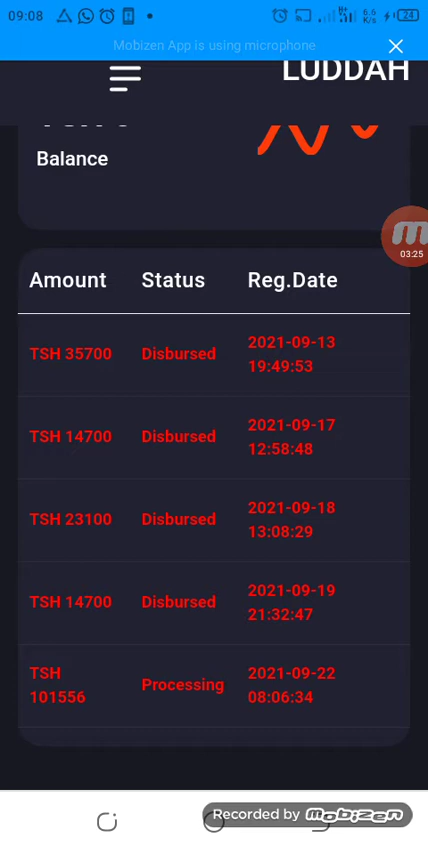 09:08 6.6 K/s 24
Mobizen App is using microphone
LUDDAH
Balance
03:25
Amount Status Reg.Date
TSH 35700 Disbursed 2021-09-13
19:49:53
TSH 14700 Disbursed 2021-09-17
12:58:48
TSH 23100 Disbursed 2021-09-18
13:08:29
TSH 14700 Disbursed 2021-09-19
21:32:47
TSH
101556 Processing 2021-09-22
08:06:34
Recorded by mobizen